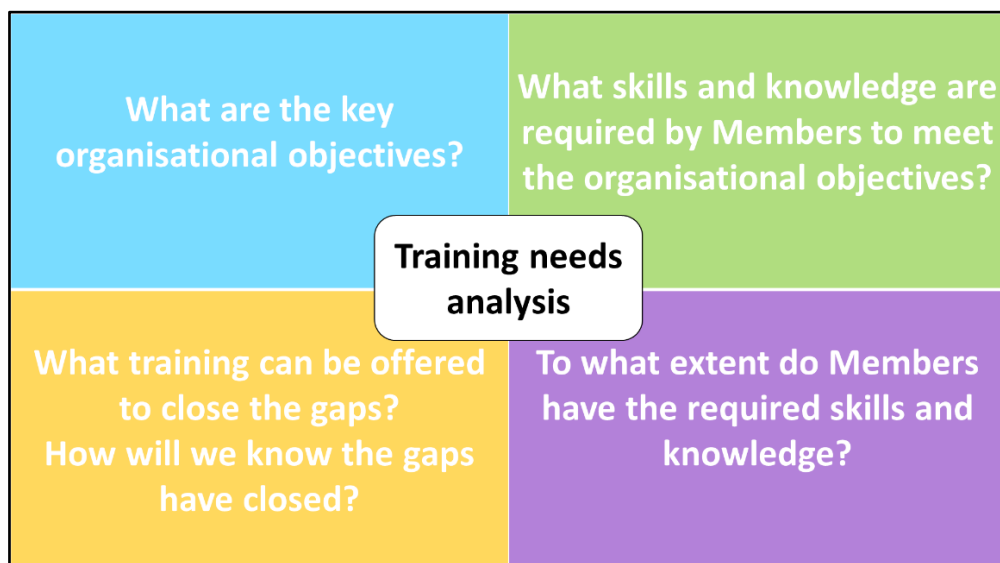 What are the key
organisational objectives?
What skills and knowledge are
required by Members to meet
the organisational objectives?
Training needs
analysis
What training can be offered
to close the gaps?
How will we know the gaps
have closed?
To what extent do Members
have the required skills and
knowledge?